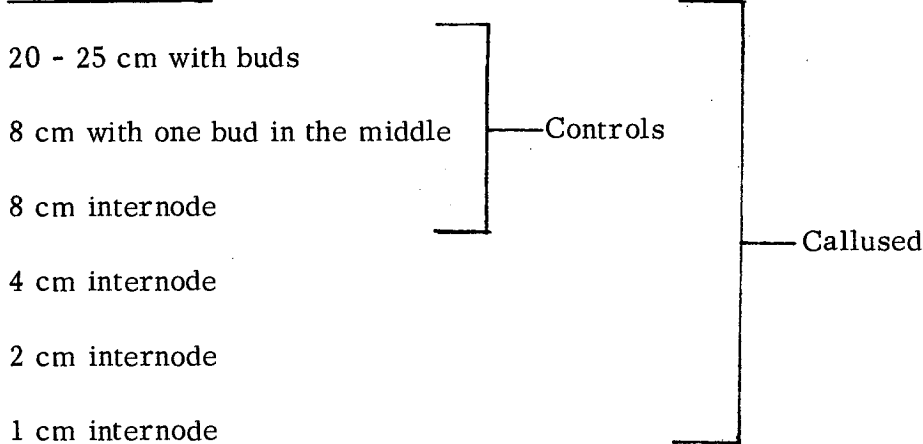 20 - 25 cm with buds
8 cm with one bud in the middle
Controls
8 cm internode
Callused
4 cm internode
2 cm internode
1 cm internode